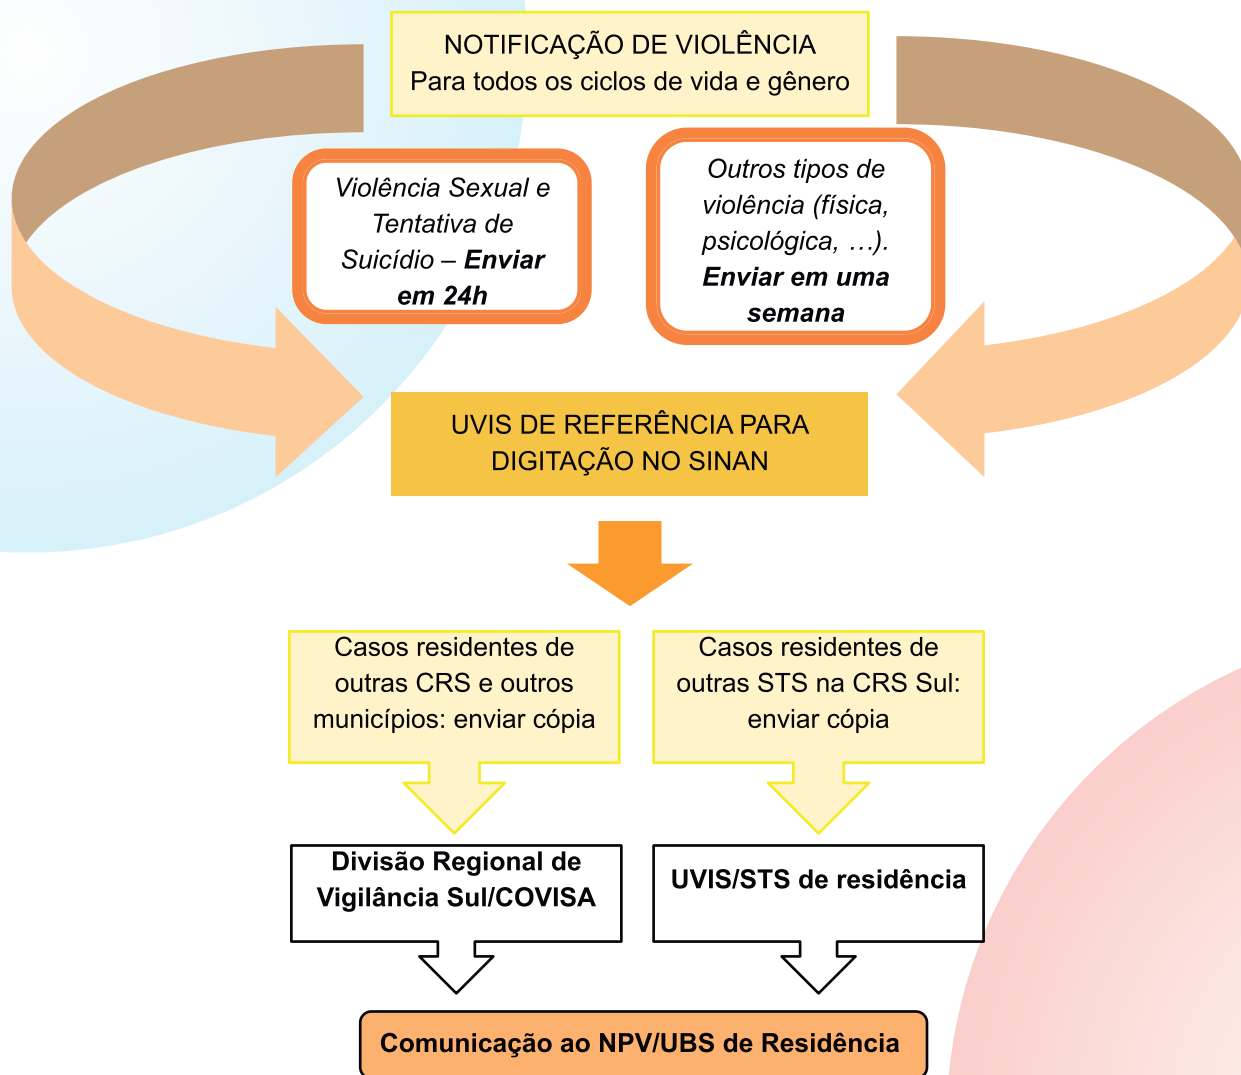 NOTIFICAÇÃO DE VIOLÊNCIA
Para todos os ciclos de vida e gênero
Violência Sexual e
Tentativa de
Suicídio – Enviar
em 24h
Outros tipos de
violência (física,
psicológica, …).
Enviar em uma
semana
UVIS DE REFERÊNCIA PARA
DIGITAÇÃO NO SINAN
Casos residentes de
outras CRS e outros
municípios: enviar cópia
Casos residentes de
outras STS na CRS Sul:
enviar cópia
Divisão Regional de
Vigilância Sul/COVISA
UVIS/STS de residência
Comunicação ao NPV/UBS de Residência